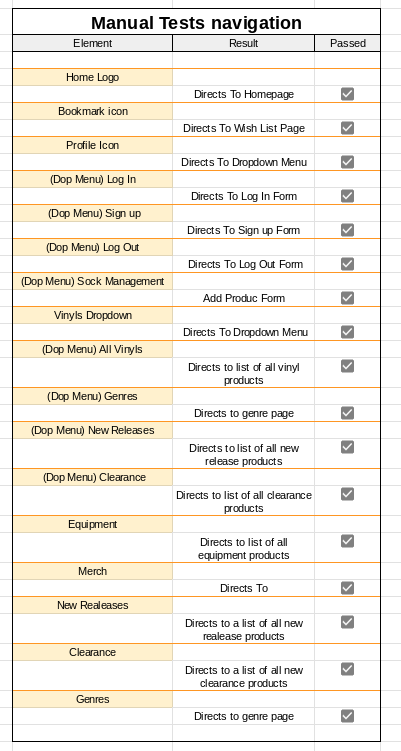 Manual Tests navigation
Element Result Passed
Home Logo
Directs To Homepage
Bookmark icon
Directs To Wish List Page
Profile Icon
Directs To Dropdown Menu
(Dop Menu) Log In
Directs To Log In Form
(Dop Menu) Sign up
Directs To Sign up Form
(Dop Menu) Log Out
Directs To Log Out Form
(Dop Menu) Sock Management
Add Produc Form
Vinyls Dropdown
Directs To Dropdown Menu
(Dop Menu) All Vinyls
Directs to list of all vinyl
products
(Dop Menu) Genres
Directs to genre page
(Dop Menu) New Releases
Directs to list of all new
release products
(Dop Menu) Clearance
Directs to list of all clearance
products
Equipment
Directs to list of all
equipment products
Merch
Directs To
New Realeases
Directs to a list of all new
realease products
Clearance
Directs to a list of all new
clearance products
Genres
Directs to genre page